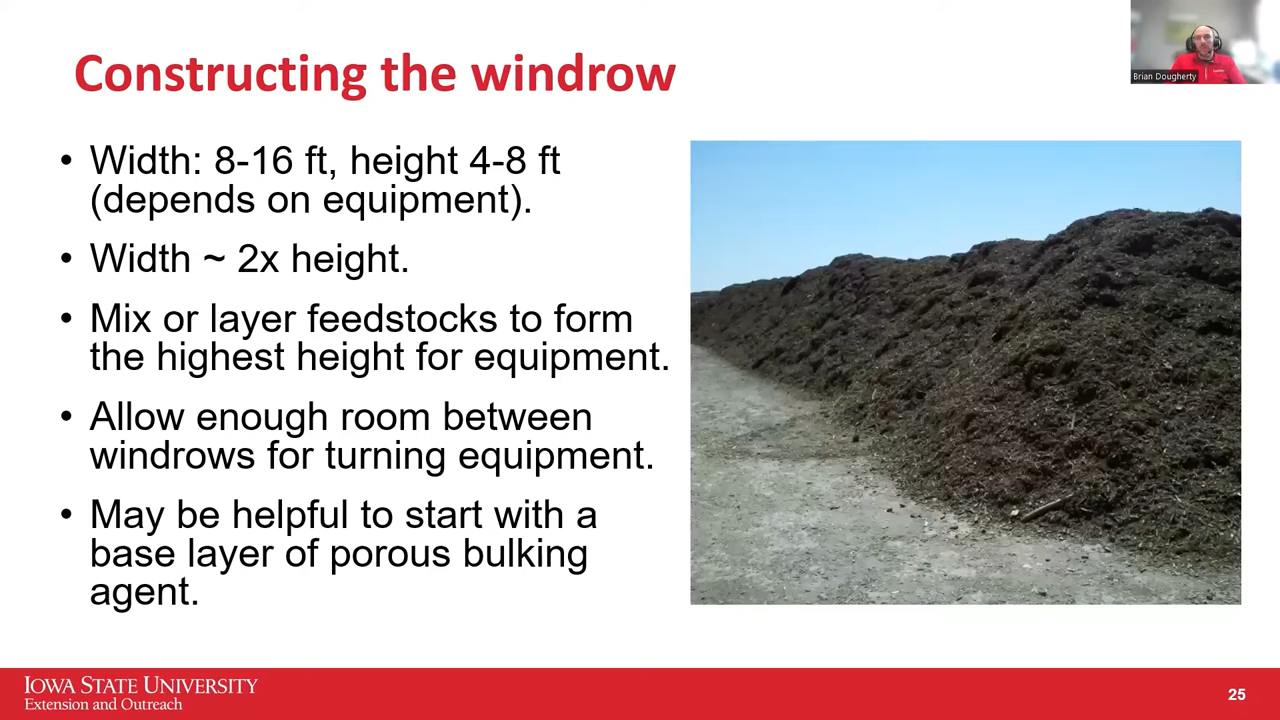 Constructing the windrow
Brian Dougherty
• Width: 8-16 ft, height 4-8 ft
(depends on equipment).
• Width ~ 2x height.
• Mix or layer feedstocks to form
the highest height for equipment.
• Allow enough room between
windrows for turning equipment.
• May be helpful to start with a
base layer of porous bulking
agent.
IOWA STATE UNIVERSITY
Extension and Outreach
25